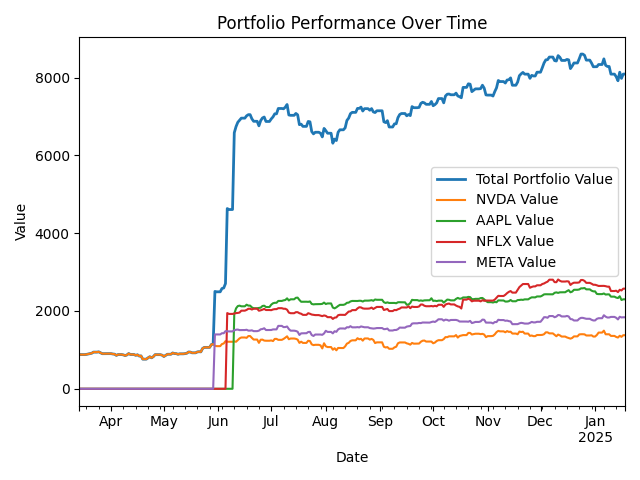 Portfolio Performance Over Time
Value
8000
6000
4000
2000
0
Total Portfolio Value
NVDA Value
AAPL Value
NFLX Value
META Value
Apr May Jun Jul Aug Sep Oct Nov Dec Jan
2025
Date